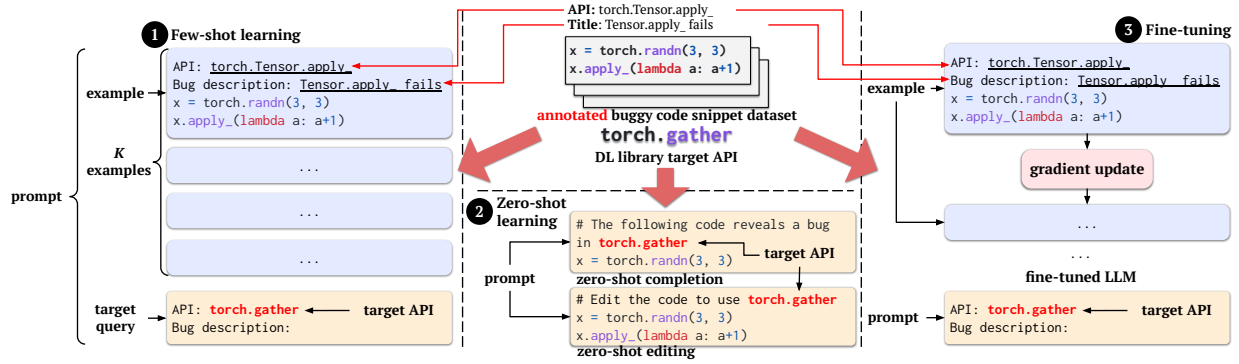 1 Few-shot learning
API: torch.Tensor.apply_
Bug description: Tensor.apply_ fails
x = torch.randn(3, 3)
x.apply_(lambda a: a+1)
example
K
examples
...
...
...
prompt
target
query
API: torch.gather
target API
Bug description:
API: torch.Tensor.apply_
Title: Tensor.apply_ fails
x = torch.randn(3, 3)
x.apply_(lambda a: a+1)
annotated buggy code snippet dataset
torch.gather
DL library target API
2 Zero-shot
learning
# The following code reveals a bug
in torch.gather
target API
x = torch.randn(3, 3)
zero-shot completion
prompt
# Edit the code to use torch.gather
x = torch.randn(3, 3)
x.apply_(lambda a: a+1)
zero-shot editing
3 Fine-tuning
API: torch.Tensor.apply_
Bug description: Tensor.apply_ fails
x = torch.randn(3, 3)
x.apply_(lambda a: a+1)
example
gradient update
...
...
fine-tuned LLM
prompt
API: torch.gather
target API
Bug description: